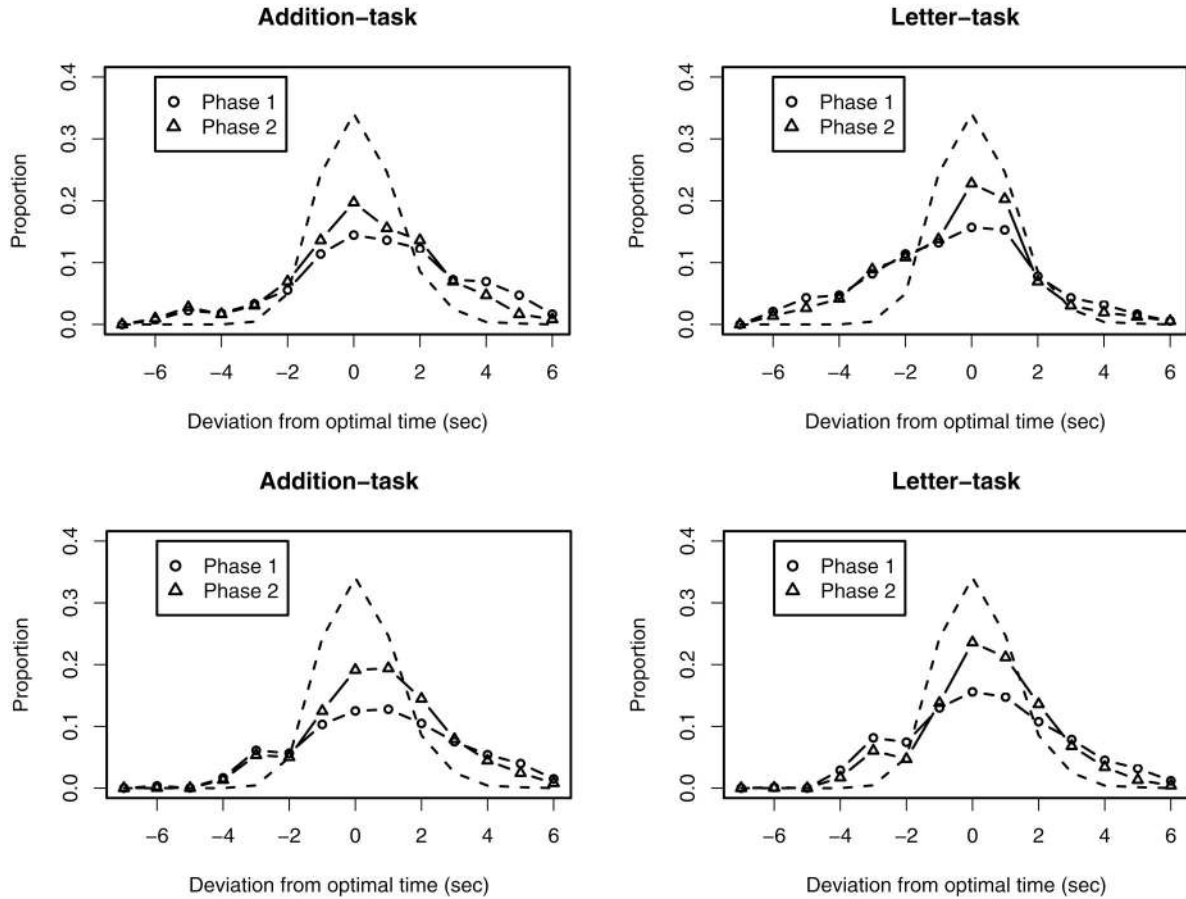 Addition-task
0.4
0.3
0.2
0.1
0.0
Proportion
Phase 1
Phase 2
-6 -4 -2 0 2 4 6
Deviation from optimal time (sec)
Letter-task
0.4
0.3
0.2
0.1
0.0
Proportion
Phase 1
Phase 2
-6 -4 -2 0 2 4 6
Deviation from optimal time (sec)
Addition-task
0.4
0.3
0.2
0.1
0.0
Proportion
Phase 1
Phase 2
-6 -4 -2 0 2 4 6
Deviation from optimal time (sec)
Letter-task
0.4
0.3
0.2
0.1
0.0
Proportion
Phase 1
Phase 2
-6 -4 -2 0 2 4 6
Deviation from optimal time (sec)